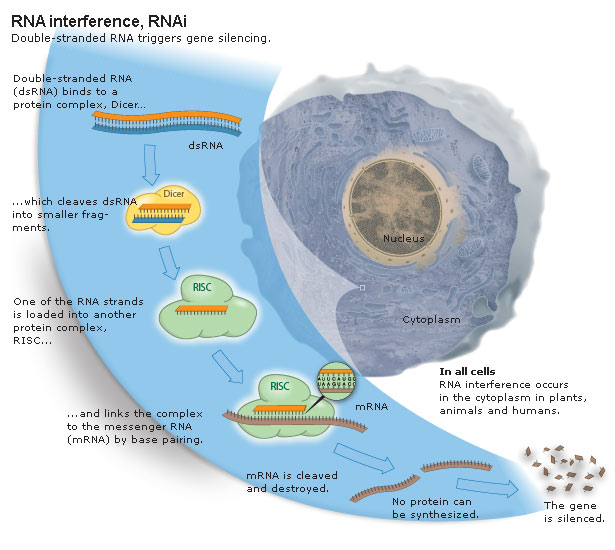 RNA interference, RNAi
Double-stranded RNA triggers gene silencing.
Double-stranded RNA
(dsRNA) binds to a
protein complex, Dicer...
dsRNA
...which cleaves dsRNA
into smaller frag-
ments.
Dicer
Nucleus
Cytoplasm
One of the RNA strands
is loaded into another
protein complex,
RISC...
RISC
In all cells
RNA interference occurs
in the cytoplasm in plants,
animals and humans.
...and links the complex
to the messenger RNA
(mRNA) by base pairing.
RISC
AUUCAUGG
UAAGUACC
mRNA
mRNA is cleaved
and destroyed.
No protein can
be synthesized.
The gene
is silenced.